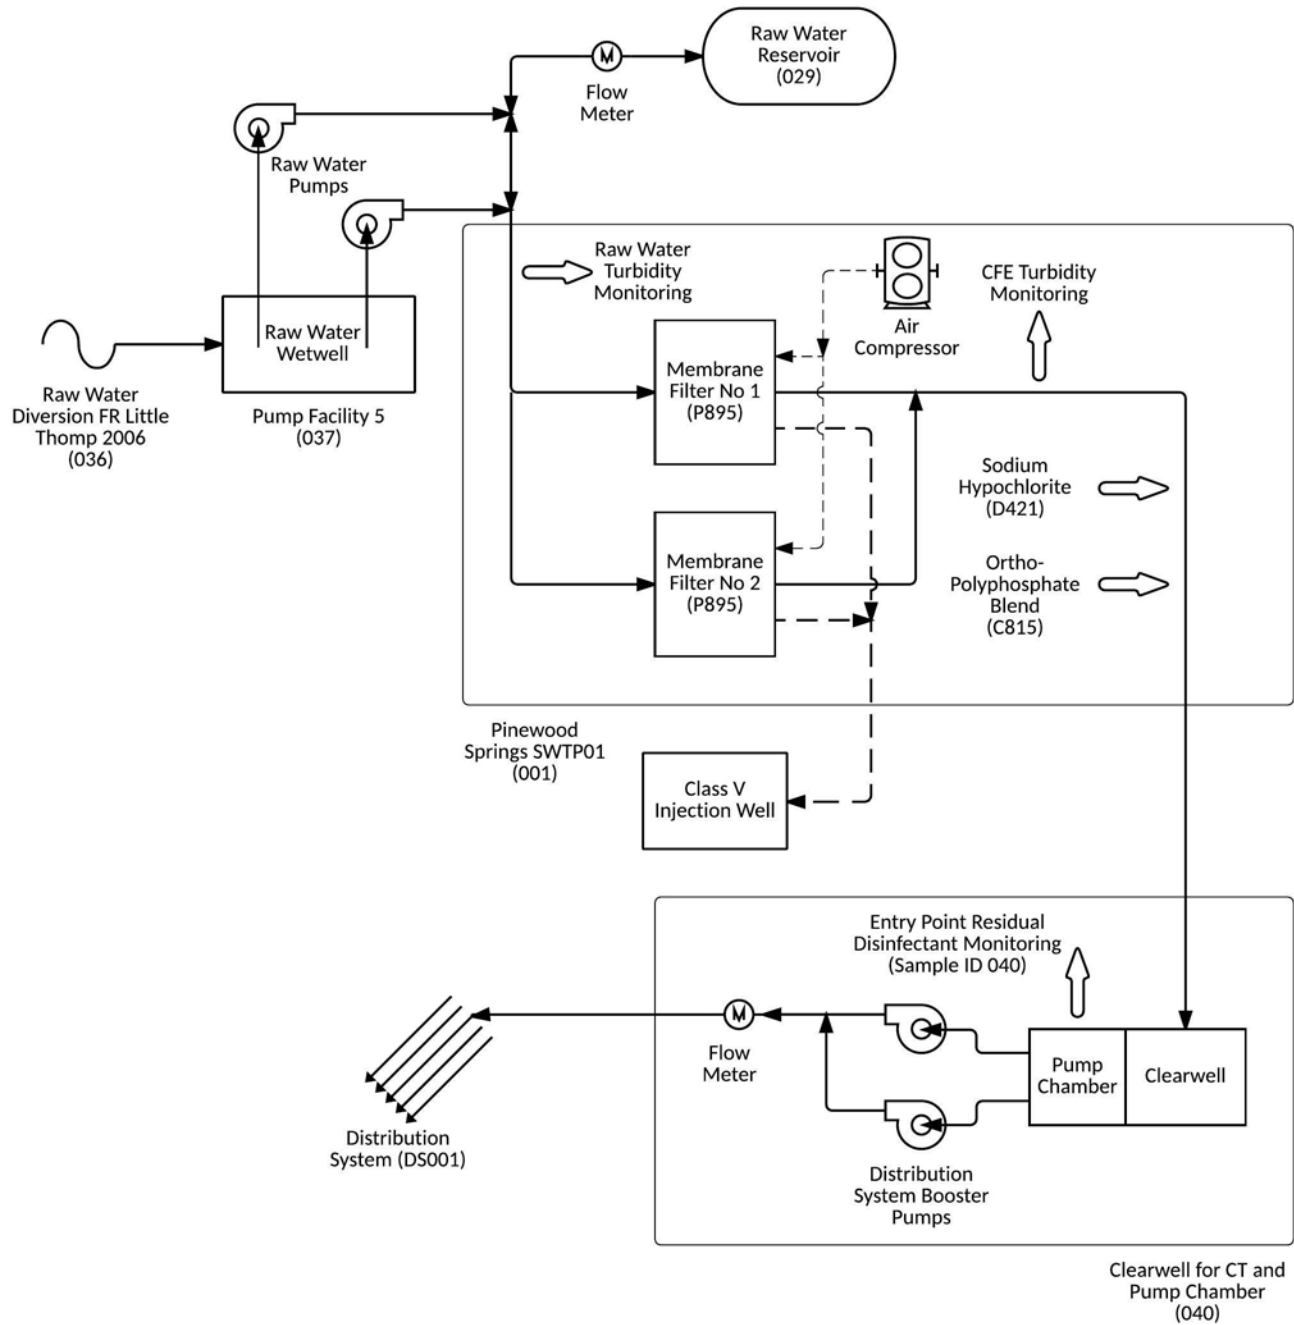 Raw Water
Reservoir
(029)
M
Flow
Meter
Raw Water
Pumps
Raw Water
Turbidity
Monitoring
CFE Turbidity
Monitoring
Air
Compressor
Raw Water
Wetwell
Raw Water
Diversion FR Little
Thomp 2006
(036)
Pump Facility 5
(037)
Membrane
Filter No 1
(P895)
Sodium
Hypochlorite
(D421)
Membrane
Filter No 2
(P895)
Ortho-
Polyphosphate
Blend
(C815)
Pinewood
Springs SWTP01
(001)
Class V
Injection Well
Entry Point Residual
Disinfectant Monitoring
(Sample ID 040)
M
Flow
Meter
Pump
Chamber
Clearwell
Distribution
System (DS001)
Distribution
System Booster
Pumps
Clearwell for CT and
Pump Chamber
(040)